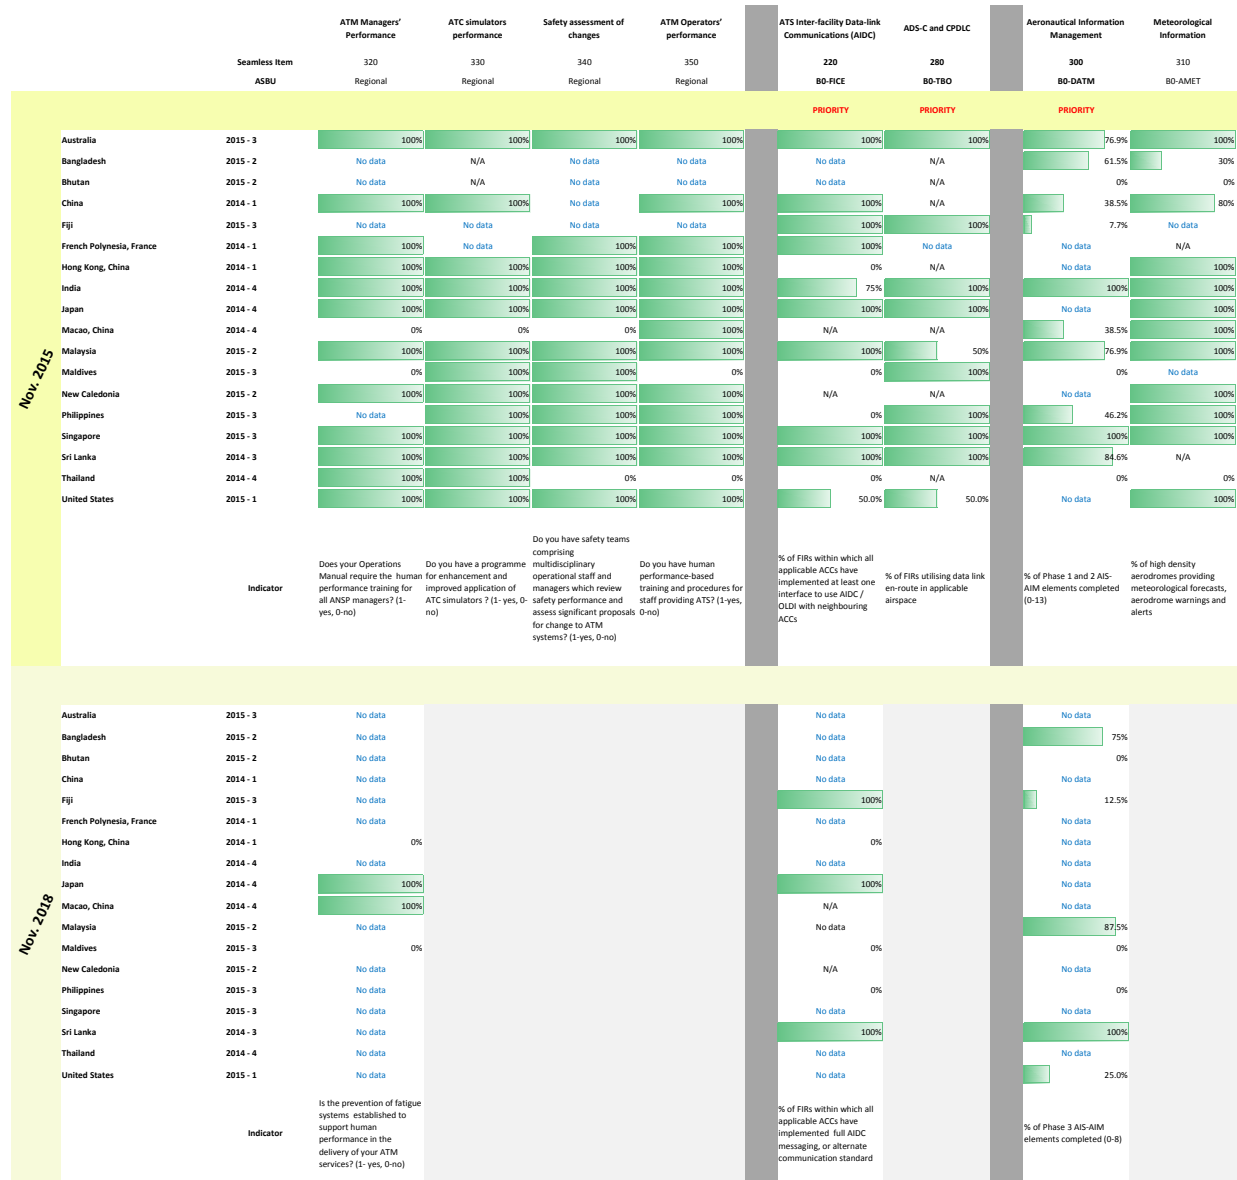 ATM Managers' Performance ATC simulators performance Safety assessment of changes ATM Operators' performance ATS Inter-facility Data-link Communications (AIDC) ADS-C and CPDLC Aeronautical Information Management Meteorological Information
Seamless Item 320 330 340 350 220 280 300 310
ASBU Regional Regional Regional Regional B0-FICE B0-TBO B0-DATM B0-AMET
PRIORITY PRIORITY PRIORITY
Nov. 2015
Australia 2015 - 3 100% 100% 100% 100% 100% 100% 76.9% 100%
Bangladesh 2015 - 2 No data N/A No data No data No data N/A 61.5% 30%
Bhutan 2015 - 2 No data N/A No data No data No data N/A 0% 0%
China 2014 - 1 100% 100% No data 100% 100% N/A 38.5% 80%
Fiji 2015 - 3 No data No data No data No data 100% 100% 7.7% No data
French Polynesia, France 2014 - 1 100% No data 100% 100% 100% No data No data N/A
Hong Kong, China 2014 - 1 100% 100% 100% 100% 0% N/A No data 100%
India 2014 - 4 100% 100% 100% 100% 75% 100% 100% 100%
Japan 2014 - 4 100% 100% 100% 100% 100% 100% No data 100%
Macao, China 2014 - 4 0% 0% 0% 100% N/A N/A 38.5% 100%
Malaysia 2015 - 2 100% 100% 100% 100% 100% 50% 76.9% 100%
Maldives 2015 - 3 0% 100% 100% 0% 0% 100% 0% No data
New Caledonia 2015 - 2 100% 100% 100% 100% N/A N/A No data 100%
Philippines 2015 - 3 No data 100% 100% 100% 0% 100% 46.2% 100%
Singapore 2015 - 3 100% 100% 100% 100% 100% 100% 100% 100%
Sri Lanka 2014 - 3 100% 100% 100% 100% 100% 100% 84.6% N/A
Thailand 2014 - 4 100% 100% 0% 0% 0% N/A 0% 0%
United States 2015 - 1 100% 100% 100% 100% 50.0% 50.0% No data 100%
Indicator
Does your Operations
Manual require the human
performance training for
all ANSP managers? (1-
yes, 0-no)
Do you have a programme
for enhancement and
improved application of
ATC simulators ? (1- yes, 0-
no)
Do you have safety teams
comprising
multidisciplinary
operational staff and
managers which review
safety performance and
assess significant proposals
for change to ATM
systems? (1-yes, 0-no)
Do you have human
performance-based
training and procedures for
staff providing ATS? (1-yes,
0-no)
% of FIRs within which all
applicable ACCs have
implemented at least one
interface to use AIDC /
OLDI with neighbouring
ACCs
% of FIRs utilising data link
en-route in applicable
airspace
% of Phase 1 and 2 AIS-
AIM elements completed
(0-13)
% of high density
aerodromes providing
meteorological forecasts,
aerodrome warnings and
alerts
Nov. 2018
Australia 2015 - 3 No data No data No data
Bangladesh 2015 - 2 No data No data 75%
Bhutan 2015 - 2 No data No data 0%
China 2014 - 1 No data No data No data
Fiji 2015 - 3 No data 100% 12.5%
French Polynesia, France 2014 - 1 No data No data No data
Hong Kong, China 2014 - 1 0% 0% No data
India 2014 - 4 No data No data No data
Japan 2014 - 4 100% 100% No data
Macao, China 2014 - 4 100% N/A No data
Malaysia 2015 - 2 No data No data 87.5%
Maldives 2015 - 3 0% 0% 0%
New Caledonia 2015 - 2 No data N/A No data
Philippines 2015 - 3 No data 0% 0%
Singapore 2015 - 3 No data No data No data
Sri Lanka 2014 - 3 No data 100% 100%
Thailand 2014 - 4 No data No data No data
United States 2015 - 1 No data No data 25.0%
Indicator
Is the prevention of fatigue
systems established to
support human
performance in the
delivery of your ATM
services? (1- yes, 0-no)
% of FIRs within which all
applicable ACCs have
implemented full AIDC
messaging, or alternate
communication standard
% of Phase 3 AIS-AIM
elements completed (0-8)